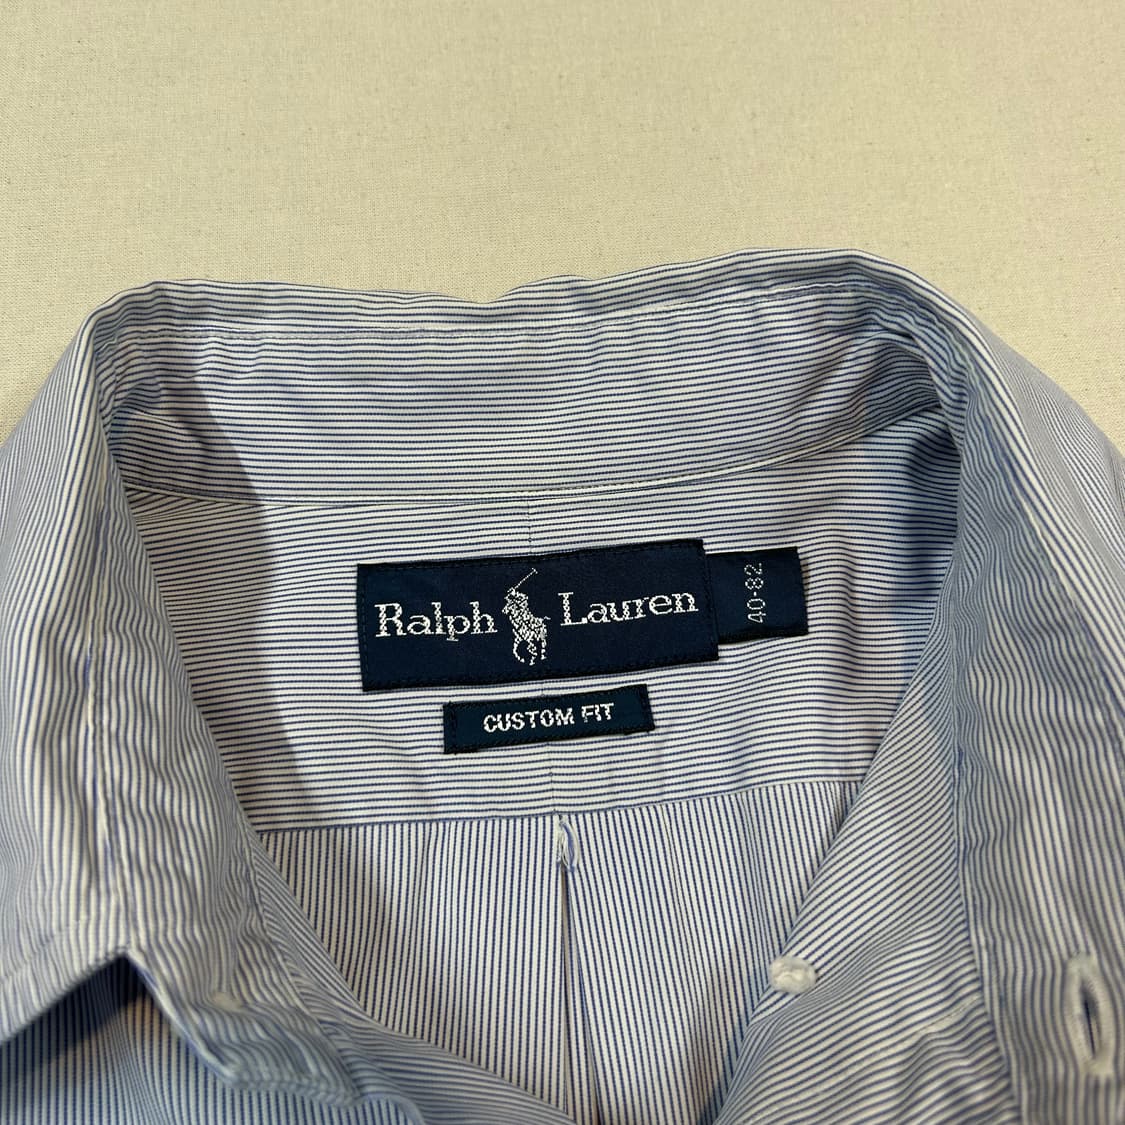 Ralph Lauren
40-82
CUSTOM FIT